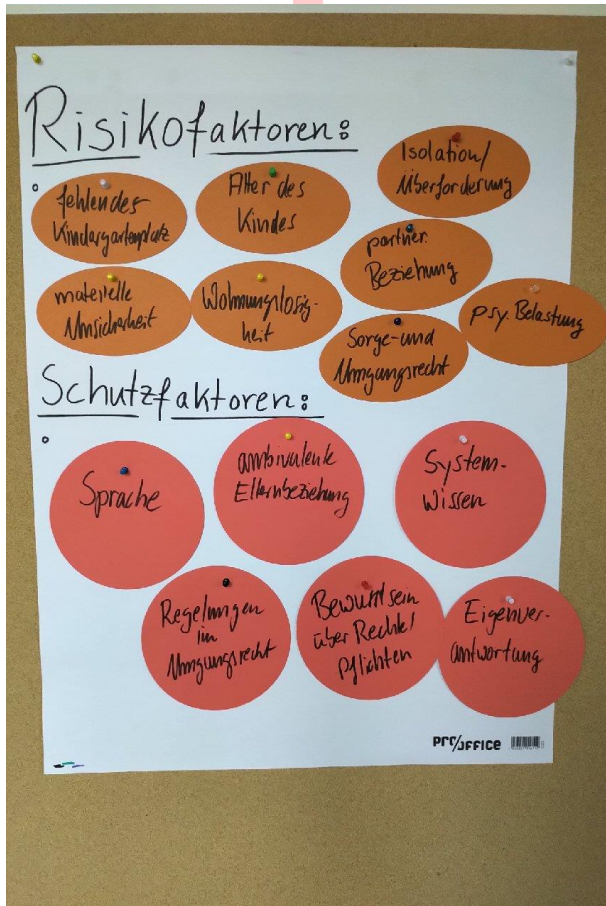 Risikofaktoren:
fehlendes
Kindergartenplatz
Alter des
Kindes
Isolation/
Überforderung
materielle
Unsicherheit
Wohnungslosig-
keit
partner.
Beziehung
Sorge- und
Umgangsrecht
psy. Belastung
Schutzfaktoren:
Sprache
ambivalente
Elternbeziehung
System-
wissen
Regelungen
im
Umgangsrecht
Bewusstsein
über Rechte/
Pflichten
Eigenver-
antwortung
PRO/OFFICE